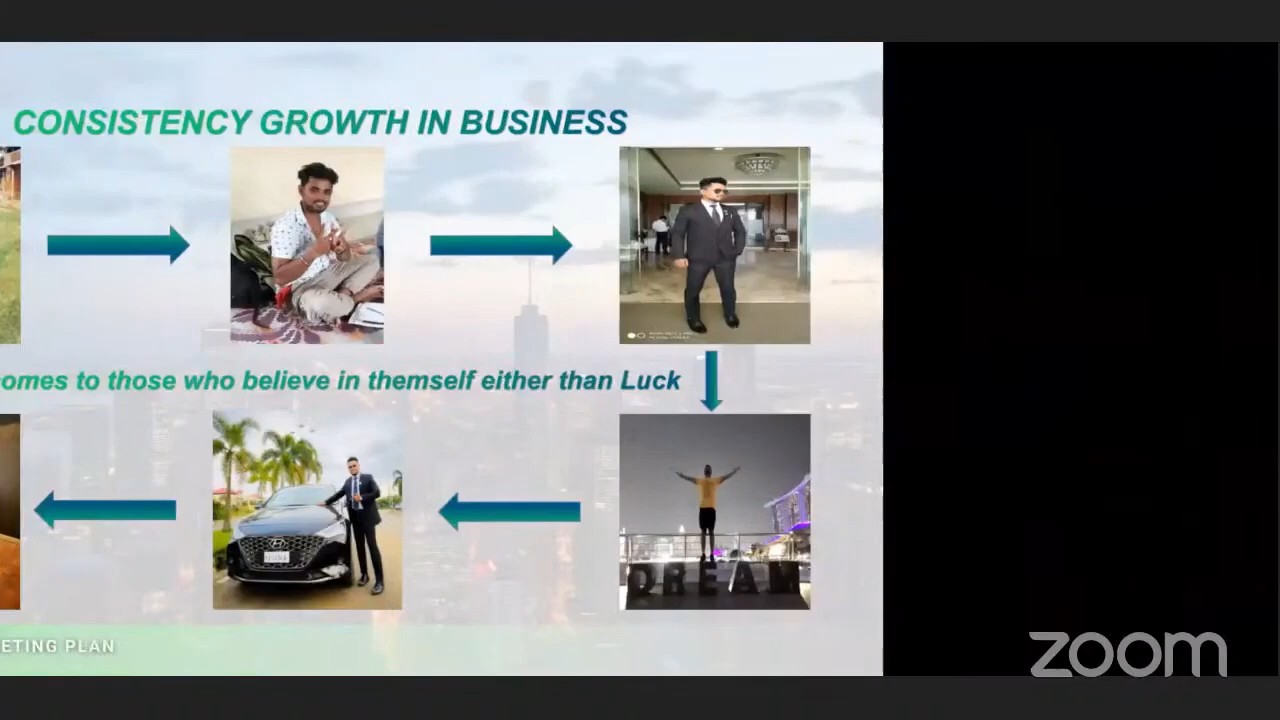 CONSISTENCY GROWTH IN BUSINESS
omes to those who believe in themself either than Luck
DREAM
ETING PLAN
zoom